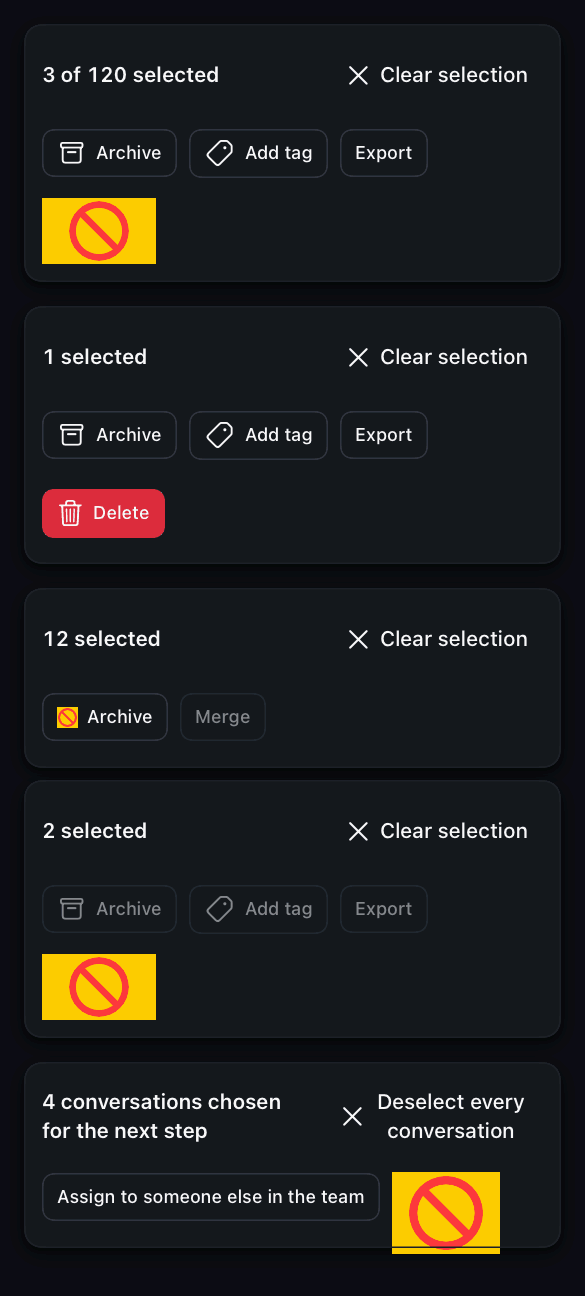 3 of 120 selected
Clear selection
Archive
Add tag
Export
1 selected
Clear selection
Archive
Add tag
Export
Delete
12 selected
Clear selection
Archive
Merge
2 selected
Clear selection
Archive
Add tag
Export
4 conversations chosen
for the next step
Deselect every
conversation
Assign to someone else in the team